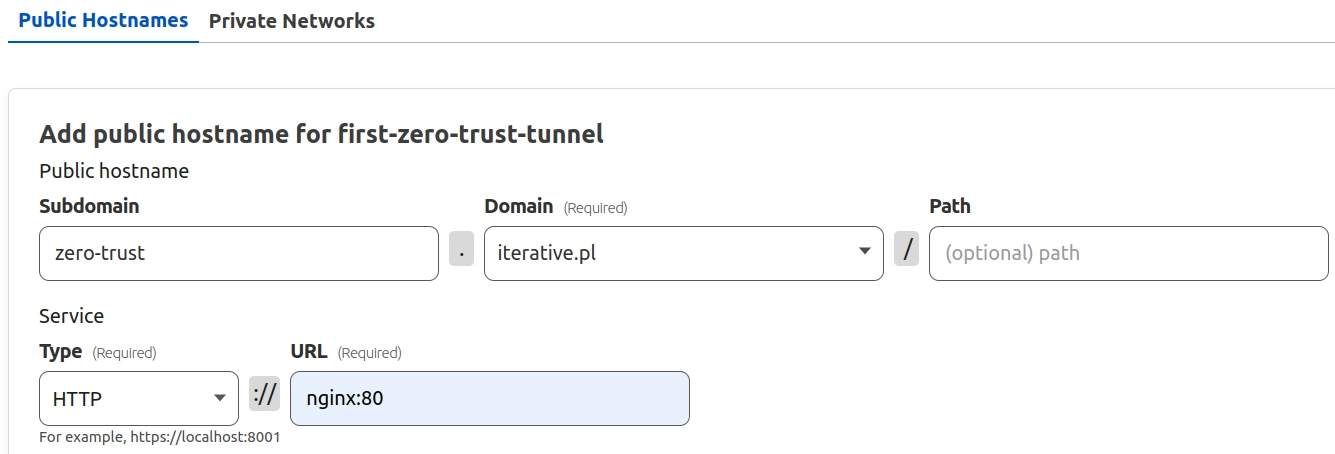 Public Hostnames Private Networks
Add public hostname for first-zero-trust-tunnel
Public hostname
Subdomain Domain (Required) Path
zero-trust . iterative.pl / (optional) path
Service
Type (Required) URL (Required)
HTTP :// nginx:80
For example, https://localhost:8001